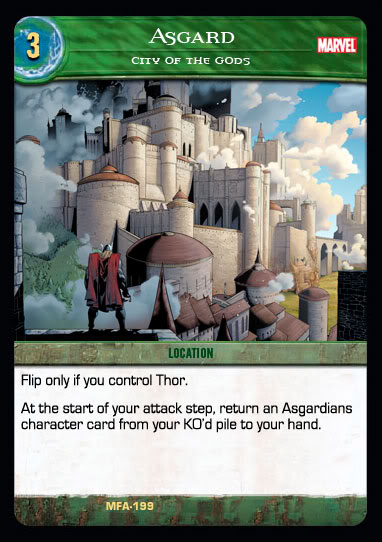 3
Asgard
MARVEL
City of the Gods
LOCATION
Flip only if you control Thor.
At the start of your attack step, return an Asgardians
character card from your KO'd pile to your hand.
MFA-199